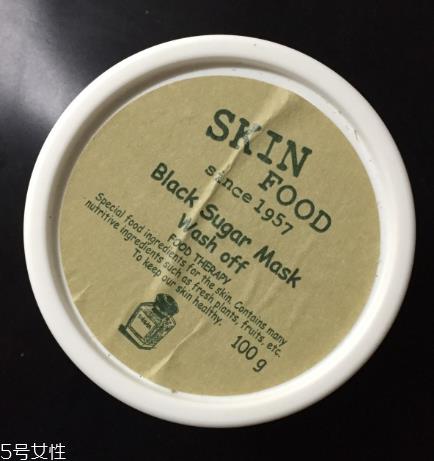 SKIN
FOOD
since 1957
Black Sugar Mask
Wash off
FOOD THERAPY
Special food ingredients for the skin. Contains many
nutritive ingredients such as fresh plants, fruits, etc.
To keep our skin healthy.
100 g
5号女性